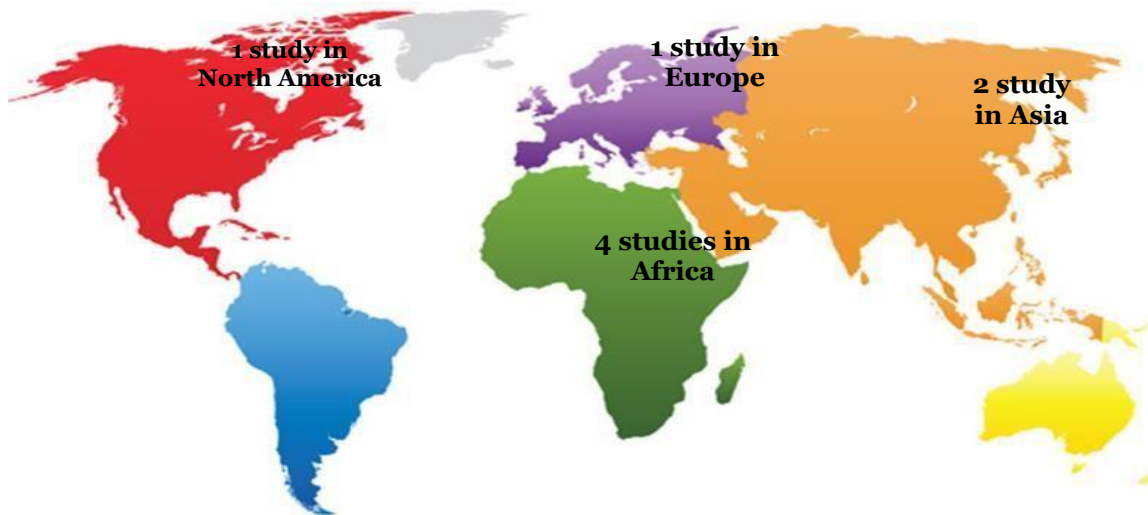 1 study in
North America
1 study in
Europe
2 study
in Asia
4 studies in
Africa